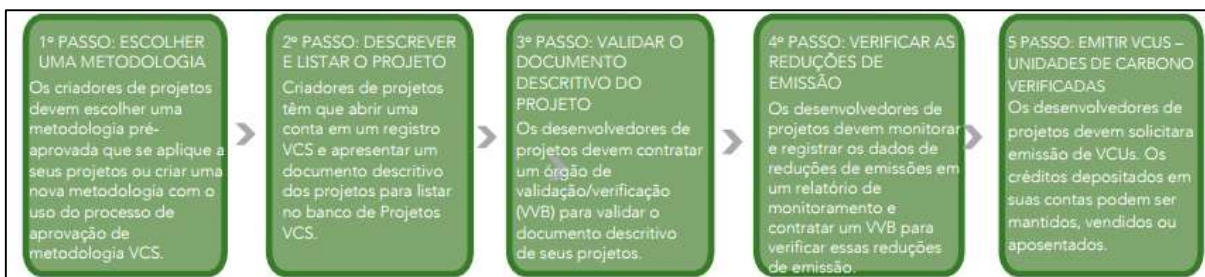 1º PASSO: ESCOLHER
UMA METODOLOGIA
Os criadores de projetos
devem escolher uma
metodologia pré-
aprovada que se aplique a
seus projetos ou criar uma
nova metodologia com o
uso do processo de
aprovação de
metodologia VCS.
2º PASSO: DESCREVER
E LISTAR O PROJETO
Criadores de projetos
têm que abrir uma
conta em um registro
VCS e apresentar um
documento descritivo
dos projetos para listar
no banco de Projetos
VCS.
3º PASSO: VALIDAR O
DOCUMENTO
DESCRITIVO DO
PROJETO
Os desenvolvedores de
projetos devem contratar
um órgão de
validação/verificação
(VVB) para validar o
documento descritivo
de seus projetos.
4º PASSO: VERIFICAR AS
REDUÇÕES DE
EMISSÃO
Os desenvolvedores de
projetos devem monitorar
e registrar os dados de
reduções de emissões em
um relatório de
monitoramento e
contratar um VVB para
verificar essas reduções
de emissão.
5 PASSO: EMITIR VCUS –
UNIDADES DE CARBONO
VERIFICADAS
Os desenvolvedores de
projetos devem solicitara
emissão de VCUs. Os
créditos depositados em
suas contas podem ser
mantidos, vendidos ou
aposentados.